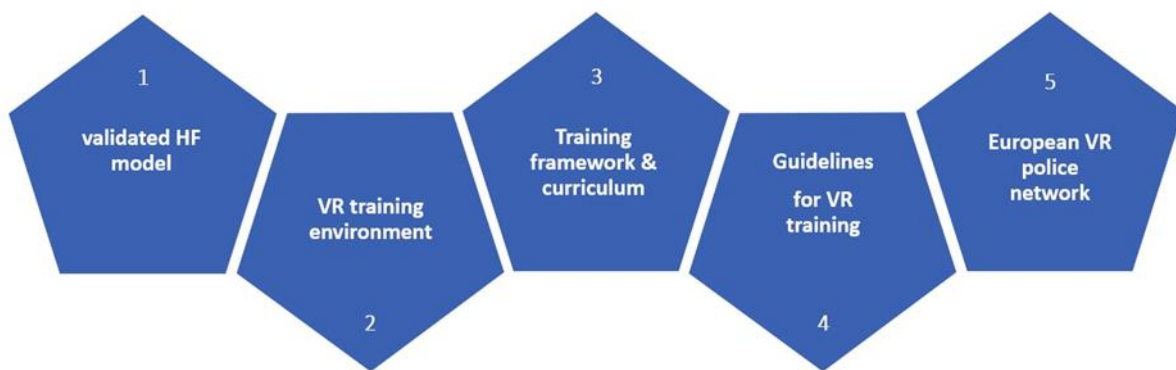 1
validated HF
model
VR training
environment
2
3
Training
framework &
curriculum
Guidelines
for VR
training
4
5
European VR
police
network